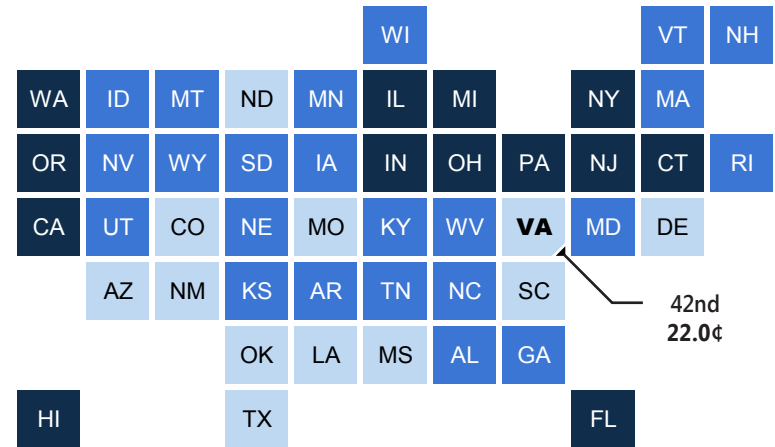 WI VT NH
WA ID MT ND MN IL MI NY MA
OR NV WY SD IA IN OH PA NJ CT RI
CA UT CO NE MO KY WV VA MD DE
AZ NM KS AR TN NC SC
42nd
22.0¢
OK LA MS AL GA
HI TX FL